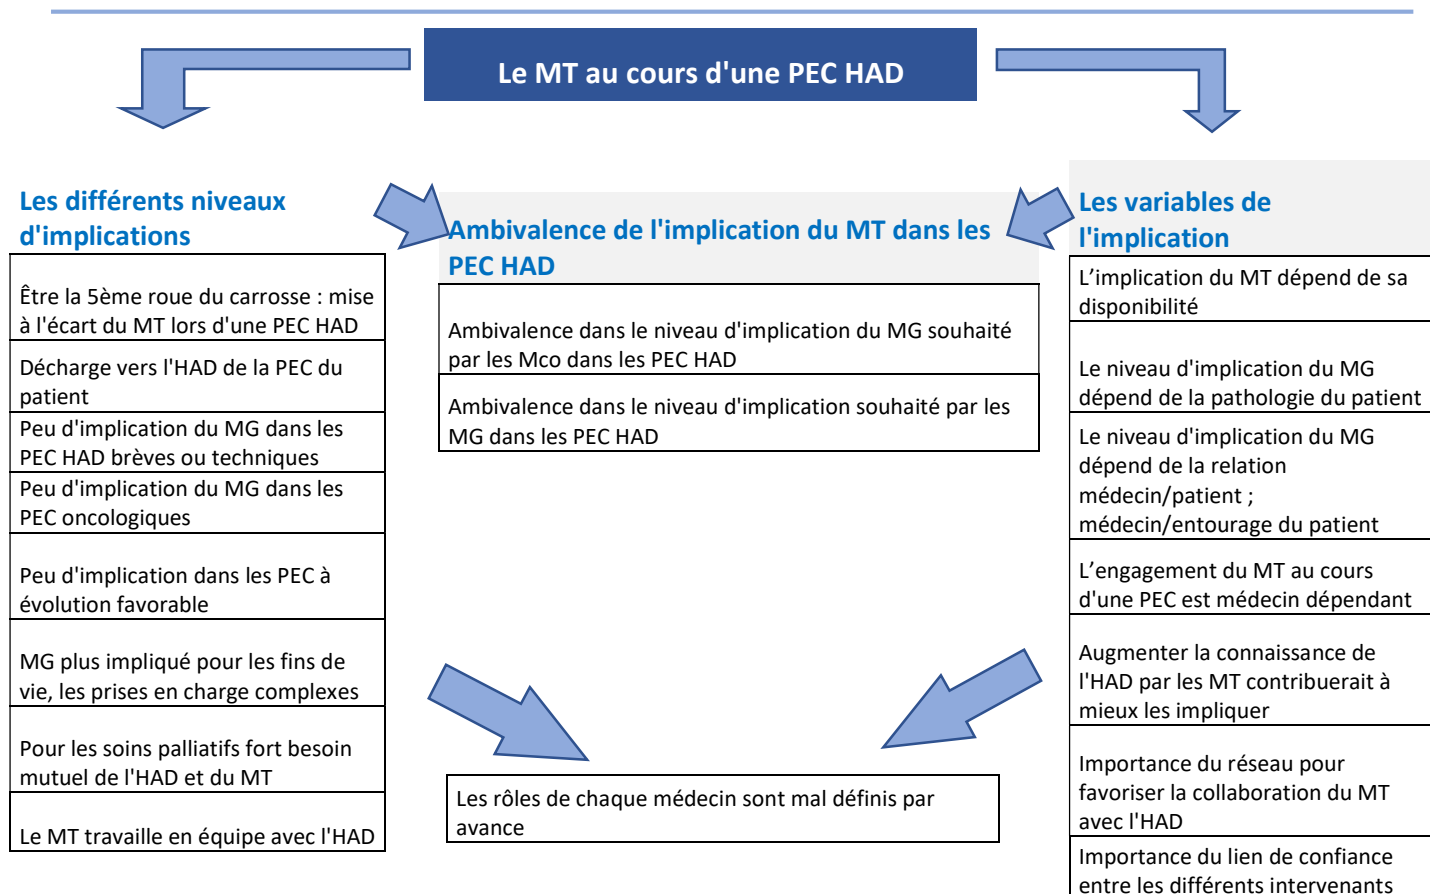 Le MT au cours d'une PEC HAD
Les différents niveaux
d'implications
Être la 5ème roue du carrosse : mise
à l'écart du MT lors d'une PEC HAD
Décharge vers l'HAD de la PEC du
patient
Peu d'implication du MG dans les
PEC HAD brèves ou techniques
Peu d'implication du MG dans les
PEC oncologiques
Peu d'implication dans les PEC à
évolution favorable
MG plus impliqué pour les fins de
vie, les prises en charge complexes
Pour les soins palliatifs fort besoin
mutuel de l'HAD et du MT
Le MT travaille en équipe avec l'HAD
Ambivalence de l'implication du MT dans les
PEC HAD
Ambivalence dans le niveau d'implication du MG souhaité
par les Mco dans les PEC HAD
Ambivalence dans le niveau d'implication souhaité par les
MG dans les PEC HAD
Les rôles de chaque médecin sont mal définis par
avance
Les variables de
l'implication
L’implication du MT dépend de sa
disponibilité
Le niveau d'implication du MG
dépend de la pathologie du patient
Le niveau d'implication du MG
dépend de la relation
médecin/patient ;
médecin/entourage du patient
L’engagement du MT au cours
d'une PEC est médecin dépendant
Augmenter la connaissance de
l'HAD par les MT contribuerait à
mieux les impliquer
Importance du réseau pour
favoriser la collaboration du MT
avec l'HAD
Importance du lien de confiance
entre les différents intervenants